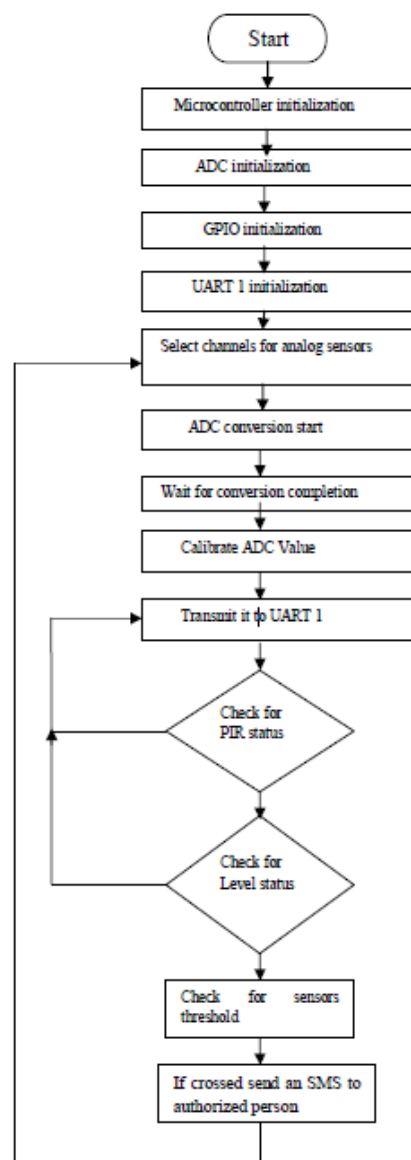 Start
Microcontroller initialization
ADC initialization
GPIO initialization
UART 1 initialization
Select channels for analog sensors
ADC conversion start
Wait for conversion completion
Calibrate ADC Value
Transmit it to UART 1
Check for
PIR status
Check for
Level status
Check for sensors
threshold
If crossed send an SMS to
authorized person